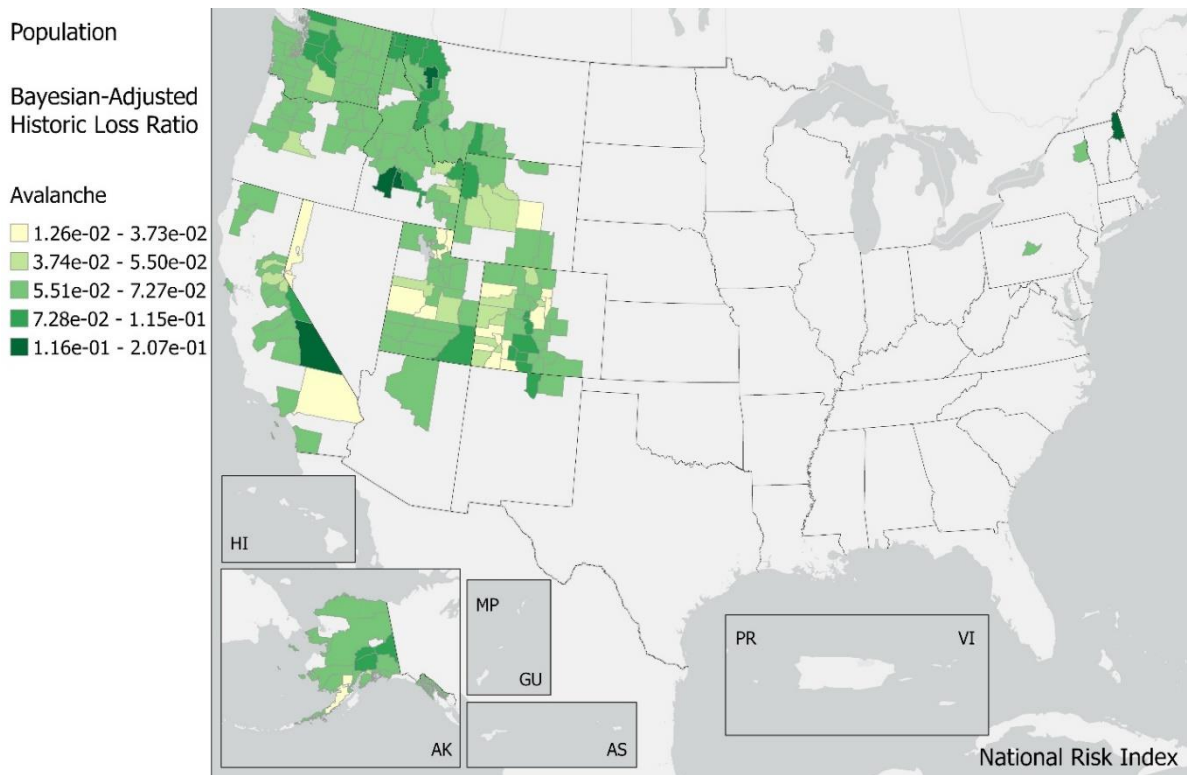 Population
Bayesian-Adjusted
Historic Loss Ratio
Avalanche
1.26e-02 - 3.73e-02
3.74e-02 - 5.50e-02
5.51e-02 - 7.27e-02
7.28e-02 - 1.15e-01
1.16e-01 - 2.07e-01
HI
AK
MP
GU
AS
PR
VI
National Risk Index